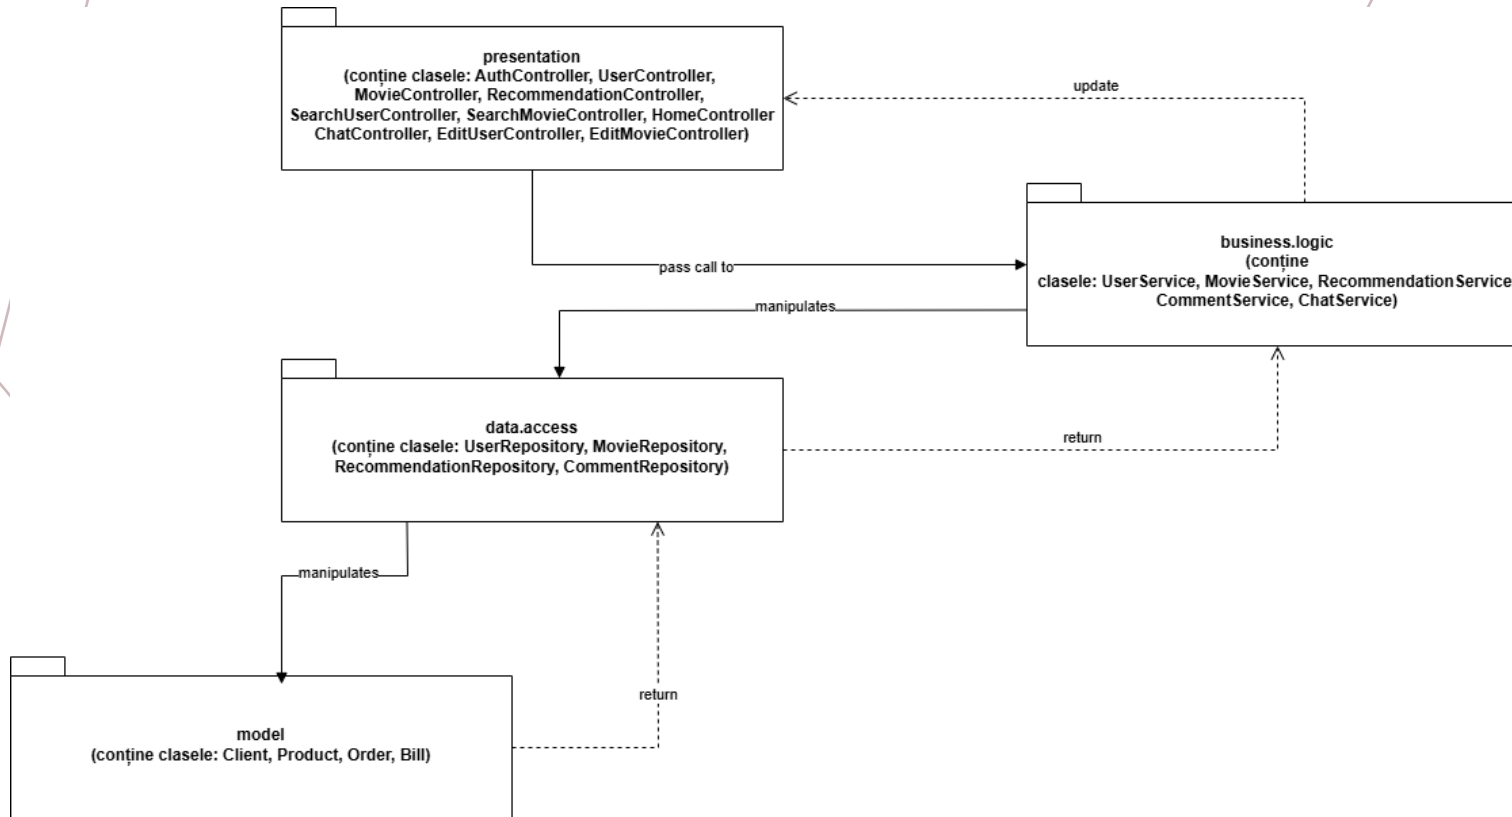 presentation
(conține clasele: AuthController, UserController,
MovieController, RecommendationController,
SearchUserController, SearchMovieController, HomeController
ChatController, EditUserController, EditMovieController)
update
business.logic
(conține
clasele: UserService, MovieService, RecommendationService
CommentService, ChatService)
pass call to
manipulates
data.access
(conține clasele: UserRepository, MovieRepository,
RecommendationRepository, CommentRepository)
return
manipulates
return
model
(conține clasele: Client, Product, Order, Bill)